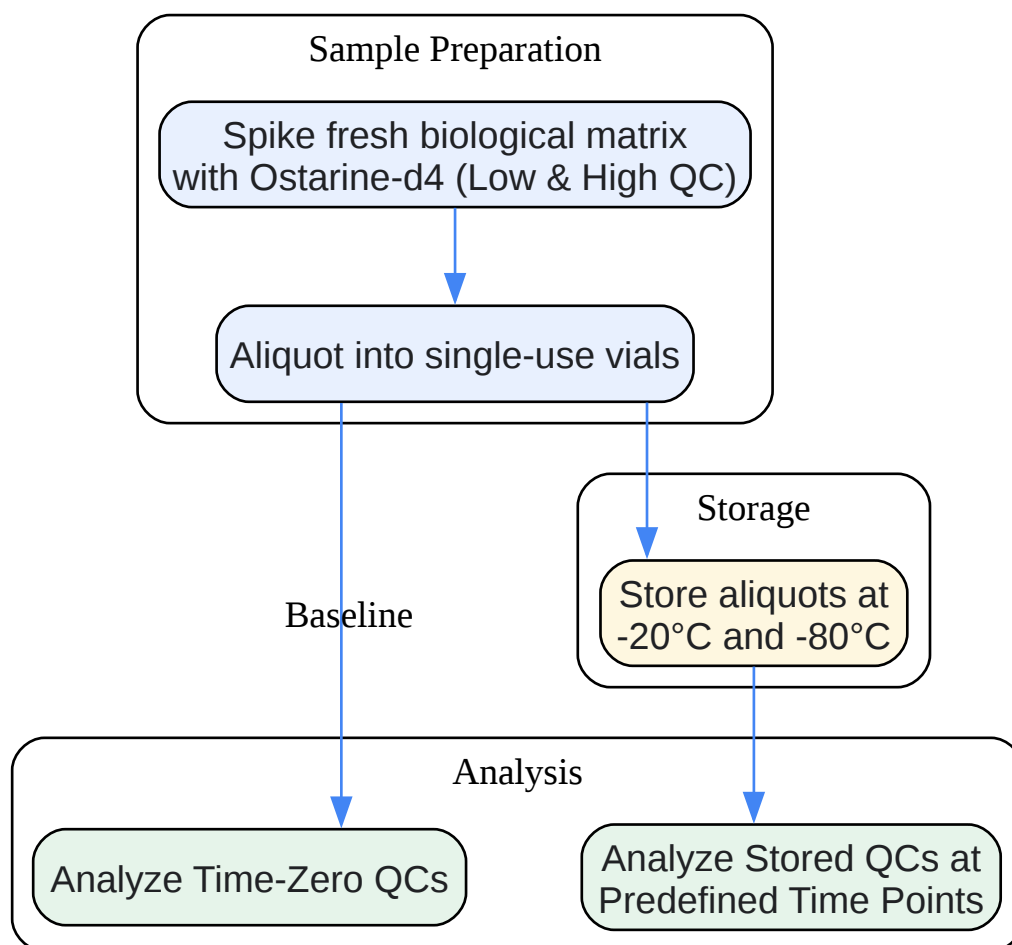 Sample Preparation
Spike fresh biological matrix
with Ostarine-d4 (Low & High QC)
Aliquot into single-use vials
Storage
Store aliquots at
-20°C and -80°C
Baseline
Analysis
Analyze Time-Zero QCs
Analyze Stored QCs at
Predefined Time Points